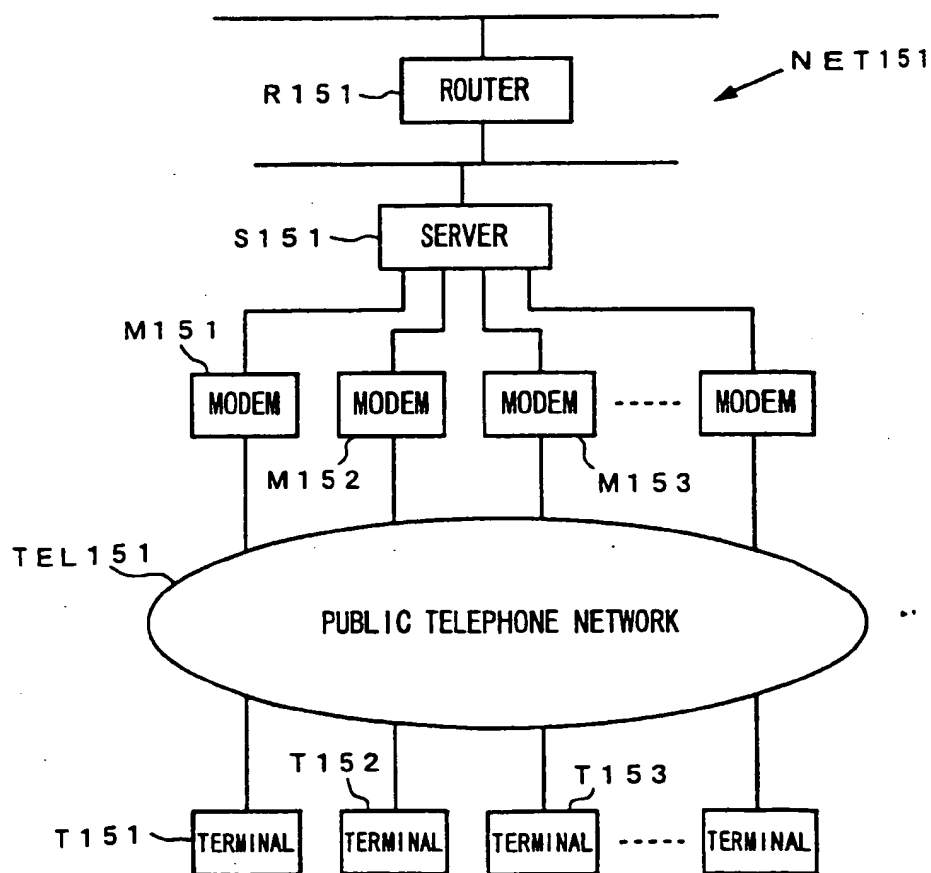 NET151
R151
ROUTER
S151
SERVER
M151
MODEM MODEM MODEM ----- MODEM
M152
M153
TEL151
PUBLIC TELEPHONE NETWORK
T152
T153
T151
TERMINAL TERMINAL TERMINAL ----- TERMINAL